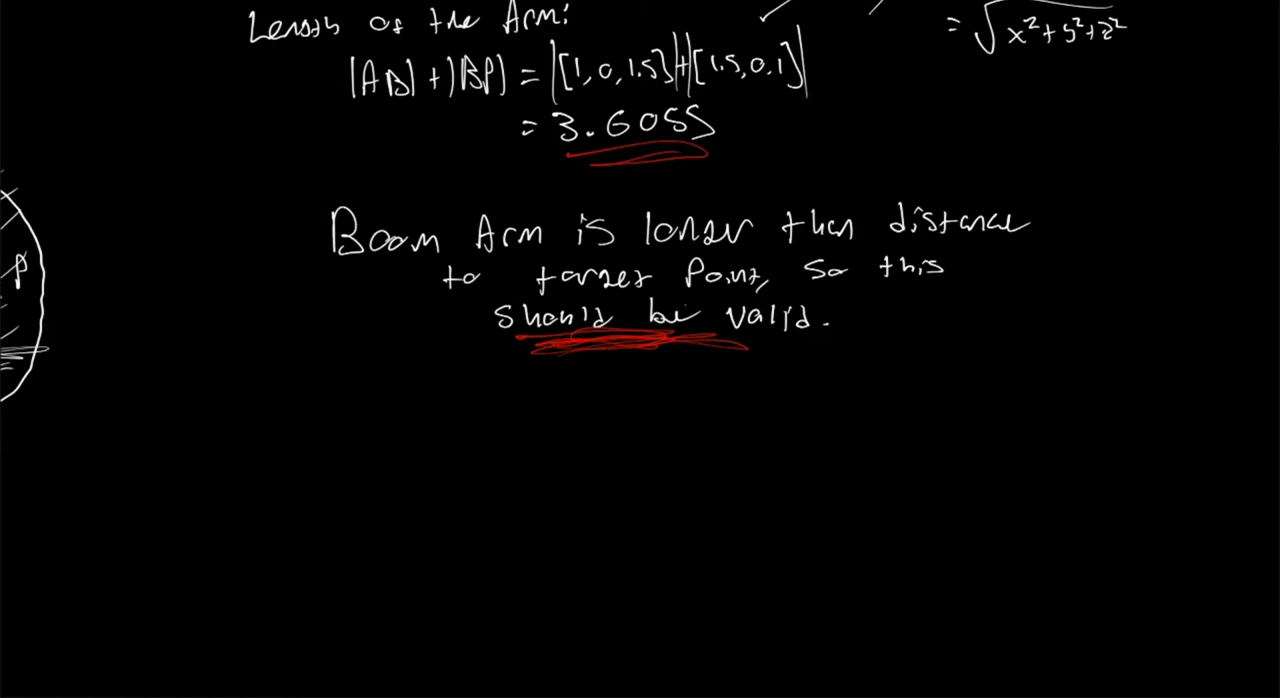 Length of the Arm:
= √x²+y²+z²
|AB| + |BP| = |[1, 0, 1.5]|+|[1.5, 0, 1]|
= 3.6055
Boom Arm is longer than distance
P
to target point, so this
should be valid.